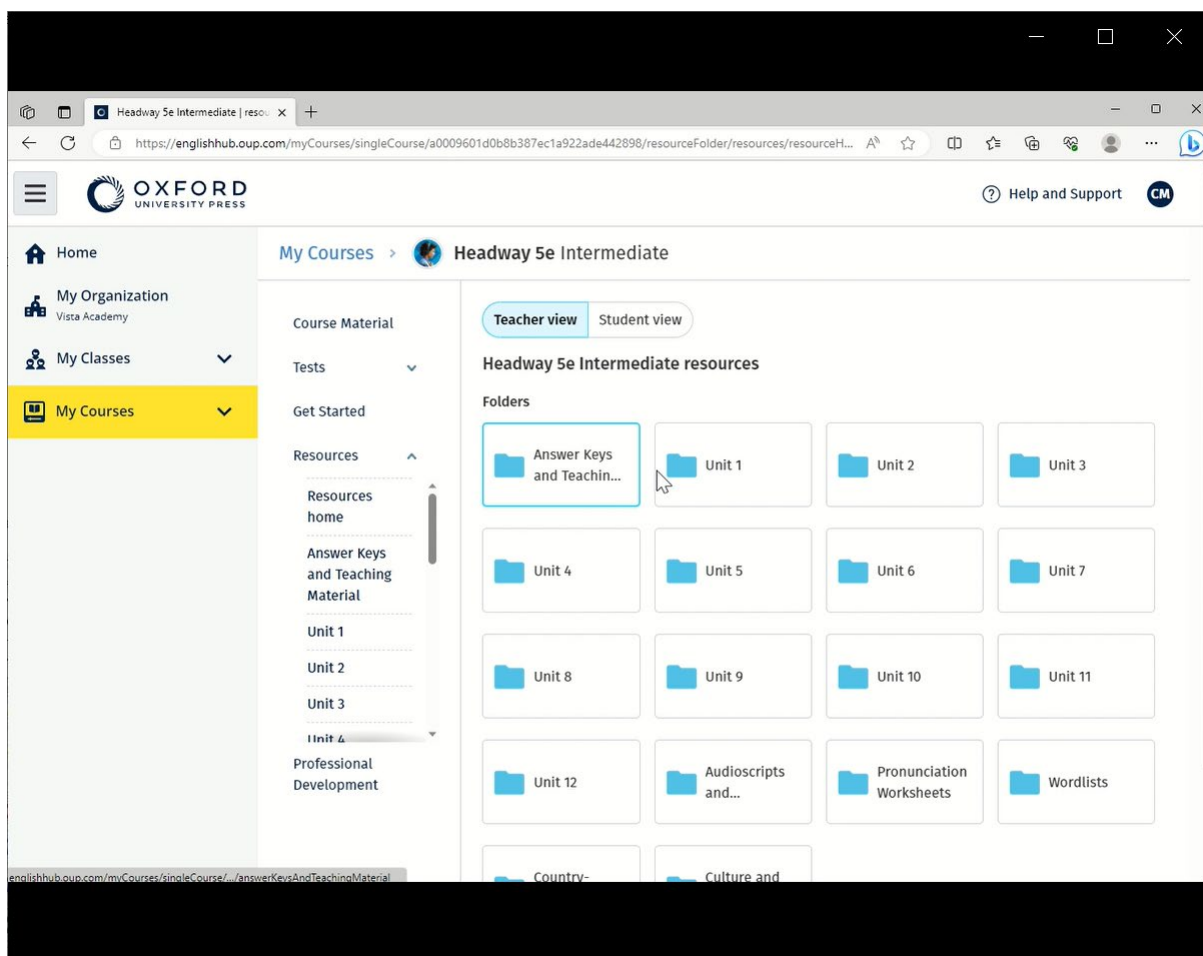 Headway 5e Intermediate | resou
https://englishhub.oup.com/myCourses/singleCourse/a0009601d0b8b387ec1a922ade442898/resourceFolder/resources/resourceH...
OXFORD
UNIVERSITY PRESS
Help and Support
CM
Home
My Organization
Vista Academy
My Classes
My Courses
My Courses > Headway 5e Intermediate
Course Material
Tests
Get Started
Resources
Resources
home
Answer Keys
and Teaching
Material
Unit 1
Unit 2
Unit 3
Unit 4
Professional
Development
Teacher view
Student view
Headway 5e Intermediate resources
Folders
Answer Keys
and Teachin...
Unit 1
Unit 2
Unit 3
Unit 4
Unit 5
Unit 6
Unit 7
Unit 8
Unit 9
Unit 10
Unit 11
Unit 12
Audioscripts
and...
Pronunciation
Worksheets
Wordlists
Country-
Culture and
englishhub.oup.com/myCourses/singleCourse/.../answerKeysAndTeachingMaterial